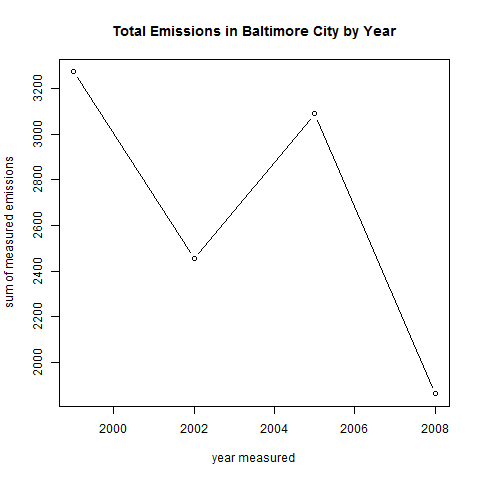 Total Emissions in Baltimore City by Year
sum of measured emissions
3200
3000
2800
2600
2400
2200
2000
2000 2002 2004 2006 2008
year measured